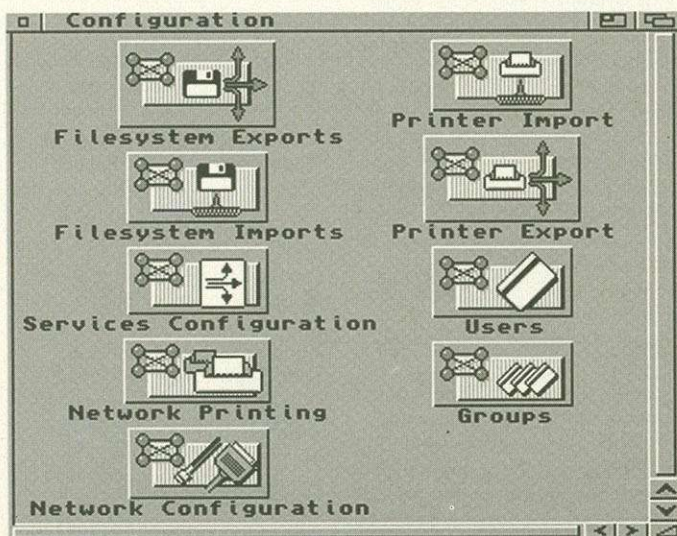 Configuration
Filesystem Exports
Printer Import
Filesystem Imports
Printer Export
Services Configuration
Users
Network Printing
Groups
Network Configuration